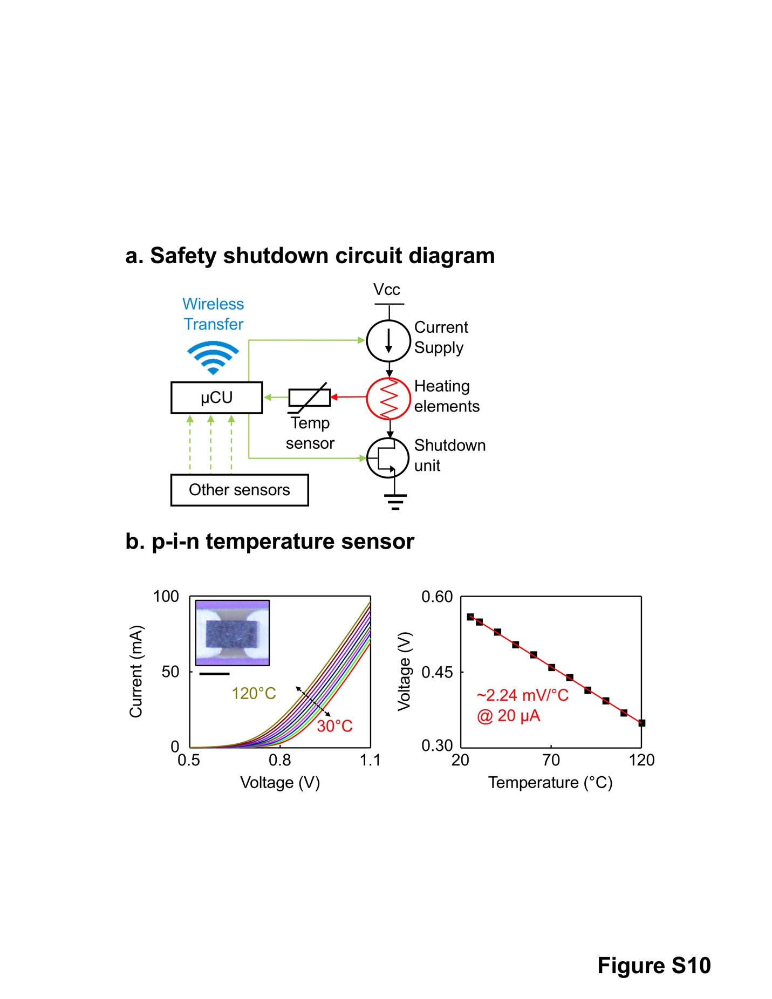 a. Safety shutdown circuit diagram
Vcc
Wireless
Transfer
Current
Supply
Heating
elements
µCU
Temp
sensor
Shutdown
unit
Other sensors
b. p-i-n temperature sensor
100
50
0
Current (mA)
120°C
30°C
0.5
0.8
1.1
Voltage (V)
0.60
0.45
0.30
Voltage (V)
~2.24 mV/°C
@ 20 µA
20
70
120
Temperature (°C)
Figure S10